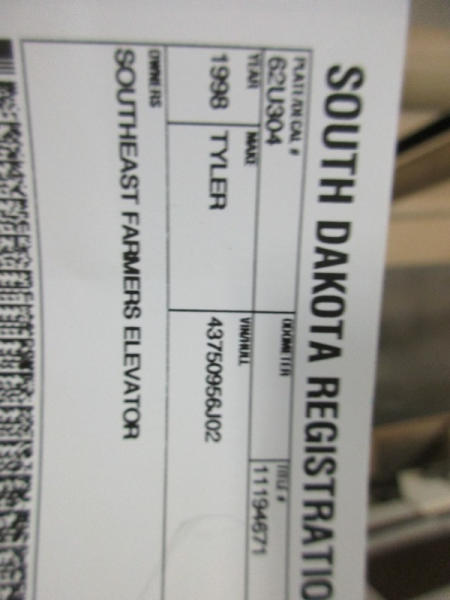 SOUTH DAKOTA REGISTRATIO
PLATE/DECAL # ODOMETER TITLE #
62U304 11194671
YEAR MAKE VIN/HULL
1998 TYLER 43750956J02
OWNERS
SOUTHEAST FARMERS ELEVATOR